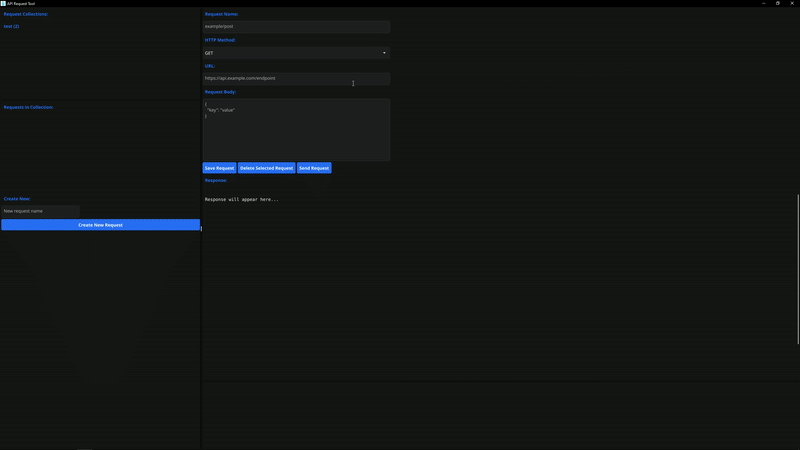 API Request Tool
Request Collections:
test (2)
Requests in Collection:
Create New:
New request name
Create New Request
Request Name:
example/post
HTTP Method:
GET
URL:
https://api.example.com/endpoint
Request Body:
{
"key": "value"
}
Save Request
Delete Selected Request
Send Request
Response:
Response will appear here...